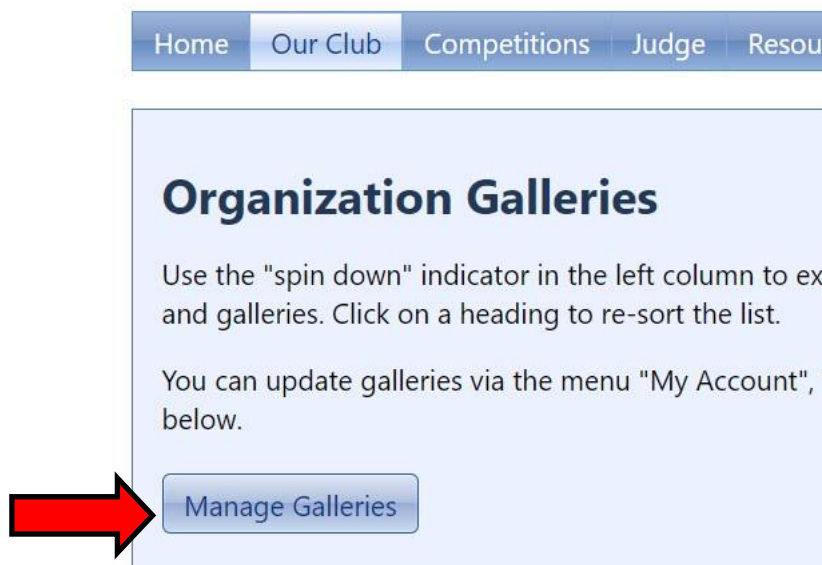 Home Our Club Competitions Judge Resou
Organization Galleries
Use the "spin down" indicator in the left column to ex
and galleries. Click on a heading to re-sort the list.
You can update galleries via the menu "My Account",
below.
Manage Galleries